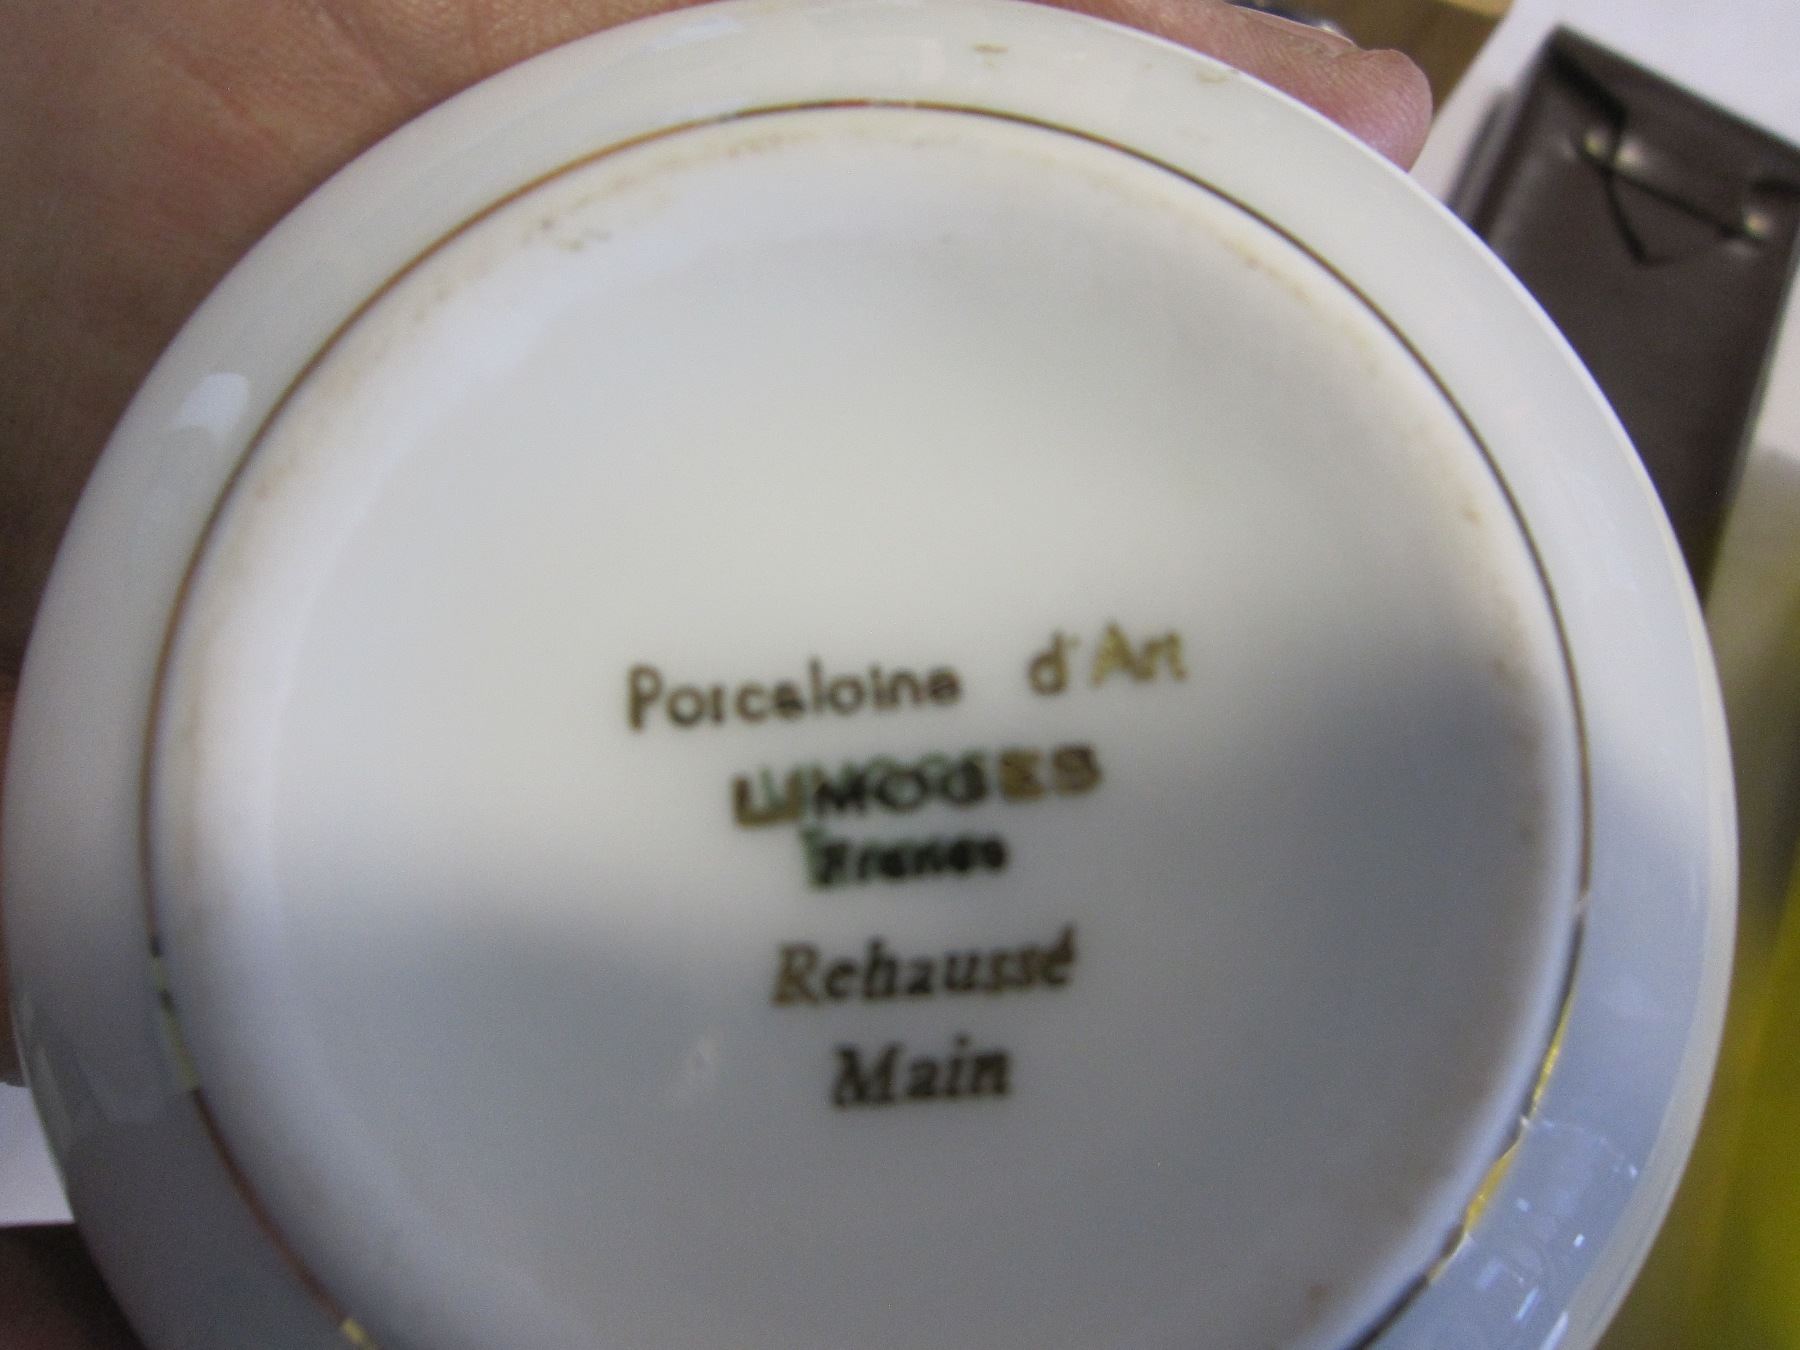 Porcelaine d'Art
LIMOGES
France
Rehaussé
Main